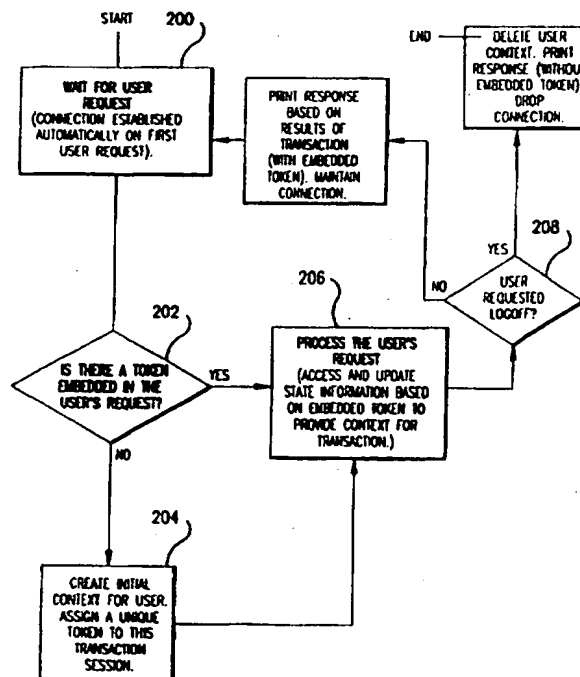 START
200
WAIT FOR USER
REQUEST
(CONNECTION ESTABLISHED
AUTOMATICALLY ON FIRST
USER REQUEST).
PRINT RESPONSE
BASED ON
RESULTS OF
TRANSACTION
(WITH EMBEDDED
TOKEN). MAINTAIN
CONNECTION.
END
DELETE USER
CONTEXT. PRINT
RESPONSE (WITHOU
EMBEDDED TOKEN)
DROP
CONNECTION.
208
YES
NO
USER
REQUESTED
LOGOFF?
202
IS THERE A TOKEN
EMBEDDED IN THE
USER'S REQUEST?
YES
NO
206
PROCESS THE USER'S
REQUEST
(ACCESS AND UPDATE
STATE INFORMATION BASED
ON EMBEDDED TOKEN TO
PROVIDE CONTEXT FOR
TRANSACTION.)
204
CREATE INITIAL
CONTEXT FOR USER.
ASSIGN A UNIQUE
TOKEN TO THIS
TRANSACTION
SESSION.